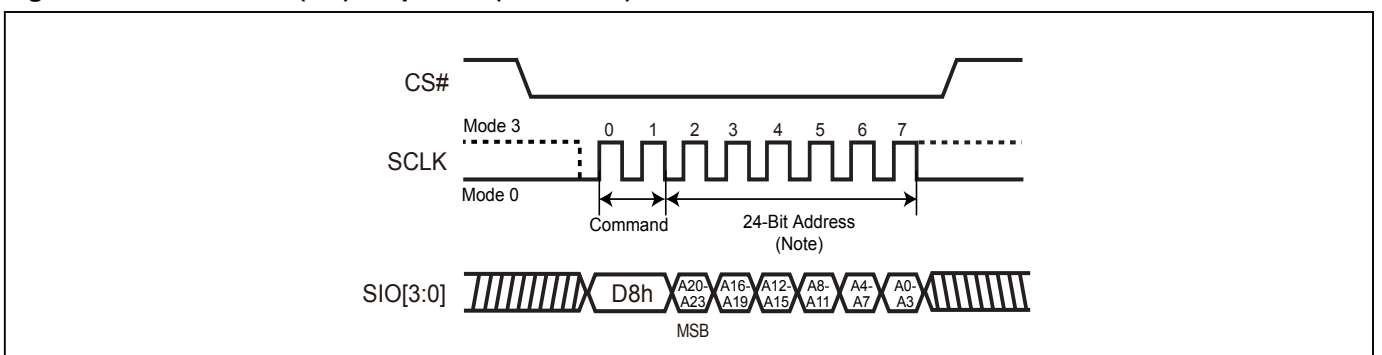 CS#
Mode 3
0 1 2 3 4 5 6 7
SCLK
Mode 0
Command
24-Bit Address
(Note)
SIO[3:0]
D8h
A20-
A23
A16-
A19
A12-
A15
A8-
A11
A4-
A7
A0-
A3
MSB